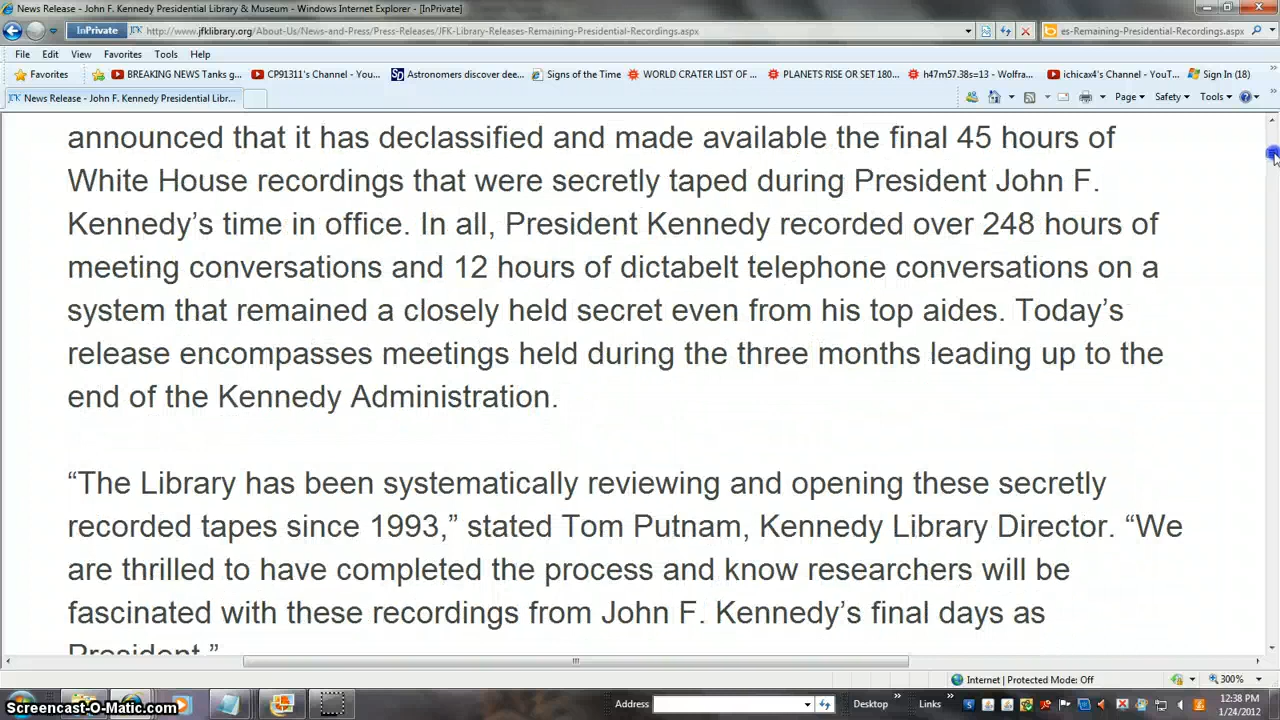 News Release - John F. Kennedy Presidential Library & Museum - Windows Internet Explorer - [InPrivate]
InPrivate http://www.jfklibrary.org/About-Us/News-and-Press/Press-Releases/JFK-Library-Releases-Remaining-Presidential-Recordings.aspx es-Remaining-Presidential-Recordings.aspx
File Edit View Favorites Tools Help
Favorites BREAKING NEWS Tanks g... CP91311's Channel - You... Astronomers discover dee... Signs of the Time WORLD CRATER LIST OF ... PLANETS RISE OR SET 180... h47m57.38s=13 - Wolfra... ichicax4's Channel - YouT... Sign In (18)
News Release - John F. Kennedy Presidential Libr... Page Safety Tools
announced that it has declassified and made available the final 45 hours of
White House recordings that were secretly taped during President John F.
Kennedy’s time in office. In all, President Kennedy recorded over 248 hours of
meeting conversations and 12 hours of dictabelt telephone conversations on a
system that remained a closely held secret even from his top aides. Today’s
release encompasses meetings held during the three months leading up to the
end of the Kennedy Administration.
“The Library has been systematically reviewing and opening these secretly
recorded tapes since 1993,” stated Tom Putnam, Kennedy Library Director. “We
are thrilled to have completed the process and know researchers will be
fascinated with these recordings from John F. Kennedy’s final days as
President.”
Internet | Protected Mode: Off 300%
Screencast-O-Matic.com Address Desktop Links 12:38 PM
1/24/2012